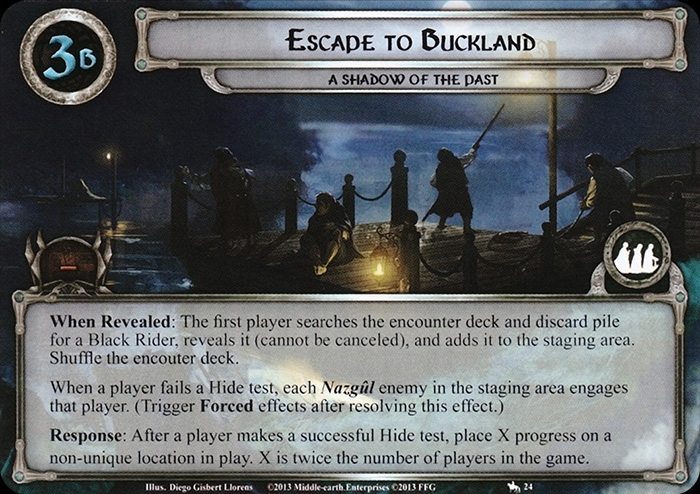 3B
ESCAPE TO BUCKLAND
A SHADOW OF THE PAST
When Revealed: The first player searches the encounter deck and discard pile
for a Black Rider, reveals it (cannot be canceled), and adds it to the staging area.
Shuffle the encouter deck.
When a player fails a Hide test, each Nazgûl enemy in the staging area engages
that player. (Trigger Forced effects after resolving this effect.)
Response: After a player makes a successful Hide test, place X progress on a
non-unique location in play. X is twice the number of players in the game.
Illus. Diego Gisbert Llorens ©2013 Middle-earth Enterprises ©2013 FFG 24